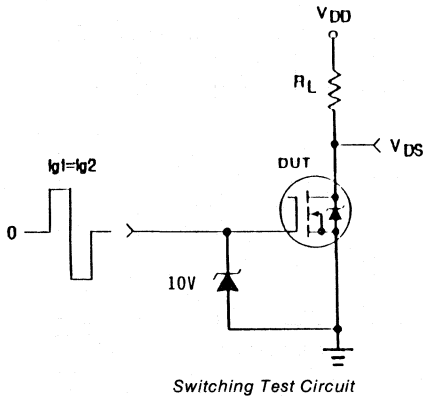 VDD
RL
VDS
DUT
Ig1=Ig2
0
10V
Switching Test Circuit